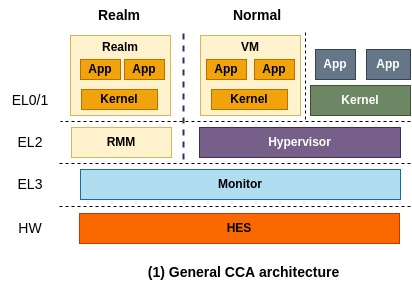 Realm Normal
Realm VM
App App App App App App
Kernel Kernel Kernel
EL0/1
EL2 RMM Hypervisor
EL3 Monitor
HW HES
(1) General CCA architecture